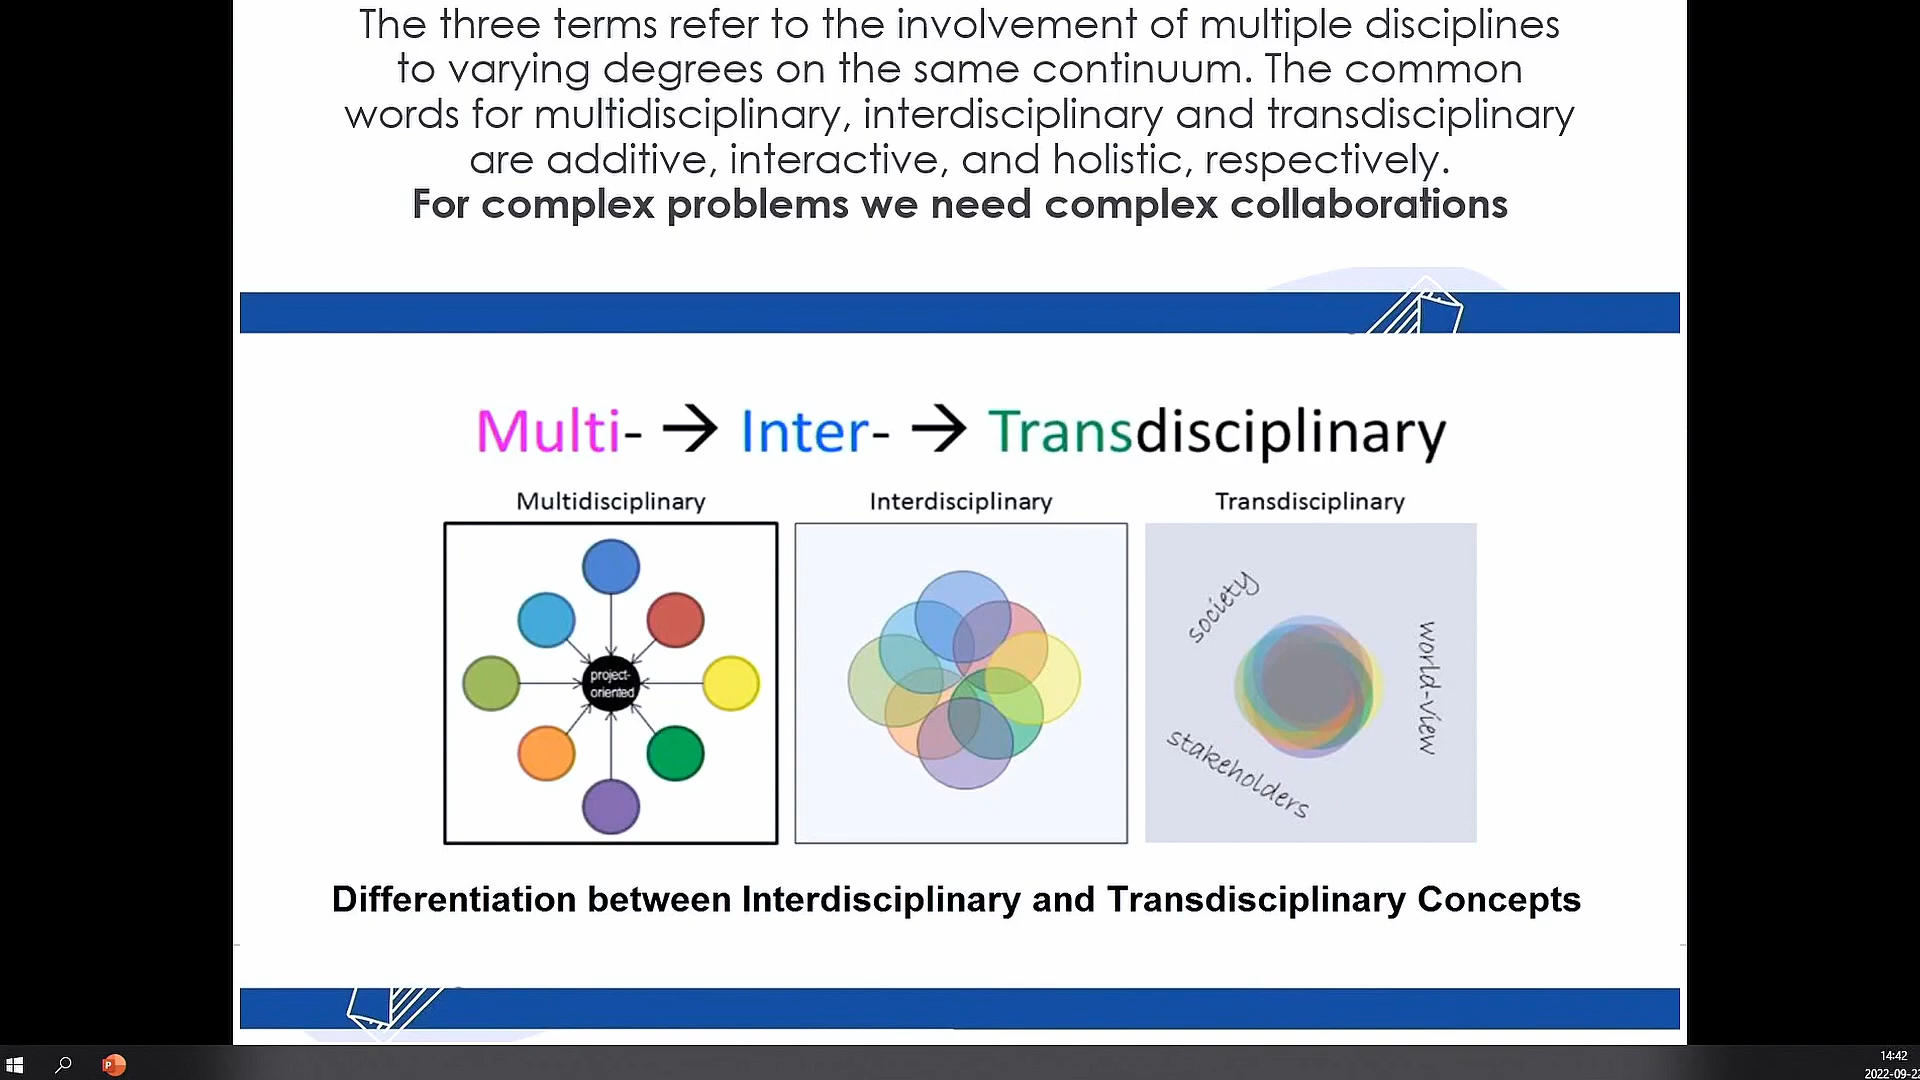 The three terms refer to the involvement of multiple disciplines
to varying degrees on the same continuum. The common
words for multidisciplinary, interdisciplinary and transdisciplinary
are additive, interactive, and holistic, respectively.
For complex problems we need complex collaborations
Multi- → Inter- → Transdisciplinary
Multidisciplinary
project-
oriented
Interdisciplinary
Transdisciplinary
society
world-view
stakeholders
Differentiation between Interdisciplinary and Transdisciplinary Concepts
P
14:42